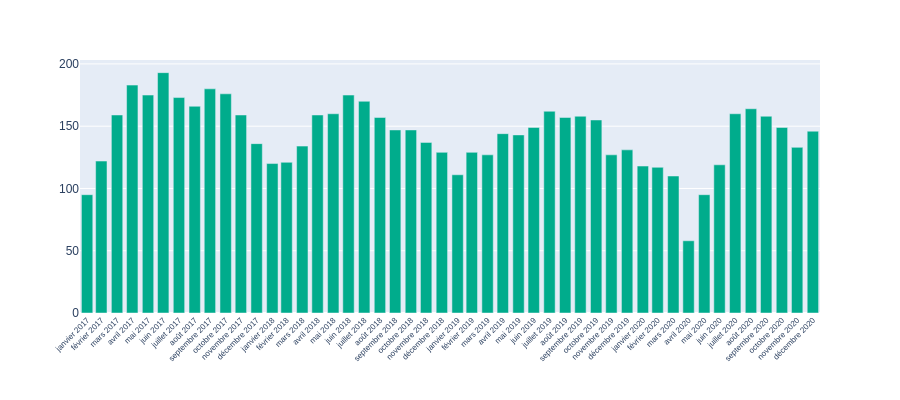 200
150
100
50
0
janvier 2017
février 2017
mars 2017
avril 2017
mai 2017
juin 2017
juillet 2017
août 2017
septembre 2017
octobre 2017
novembre 2017
décembre 2017
janvier 2018
février 2018
mars 2018
avril 2018
mai 2018
juin 2018
juillet 2018
août 2018
septembre 2018
octobre 2018
novembre 2018
décembre 2018
janvier 2019
février 2019
mars 2019
avril 2019
mai 2019
juin 2019
juillet 2019
août 2019
septembre 2019
octobre 2019
novembre 2019
décembre 2019
janvier 2020
février 2020
mars 2020
avril 2020
mai 2020
juin 2020
juillet 2020
août 2020
septembre 2020
octobre 2020
novembre 2020
décembre 2020